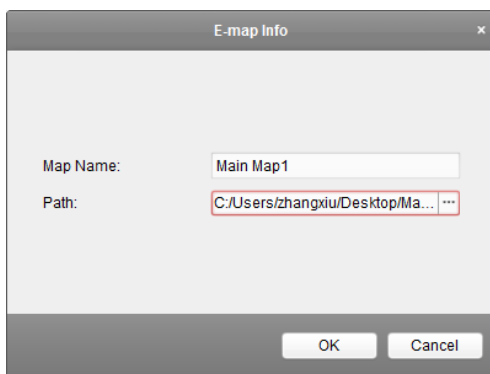 E-map Info
×
Map Name:
Main Map1
Path:
C:/Users/zhangxiu/Desktop/Ma... ...
OK
Cancel